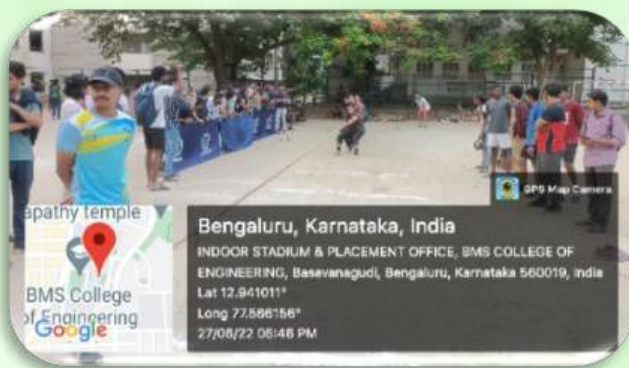 GPS Map Camera
apathy temple
BMS College
of Engineering
Google
Bengaluru, Karnataka, India
INDOOR STADIUM & PLACEMENT OFFICE, BMS COLLEGE OF
ENGINEERING, Basavanagudi, Bengaluru, Karnataka 560019, India
Lat 12.941011°
Long 77.566156°
27/06/22 05:46 PM